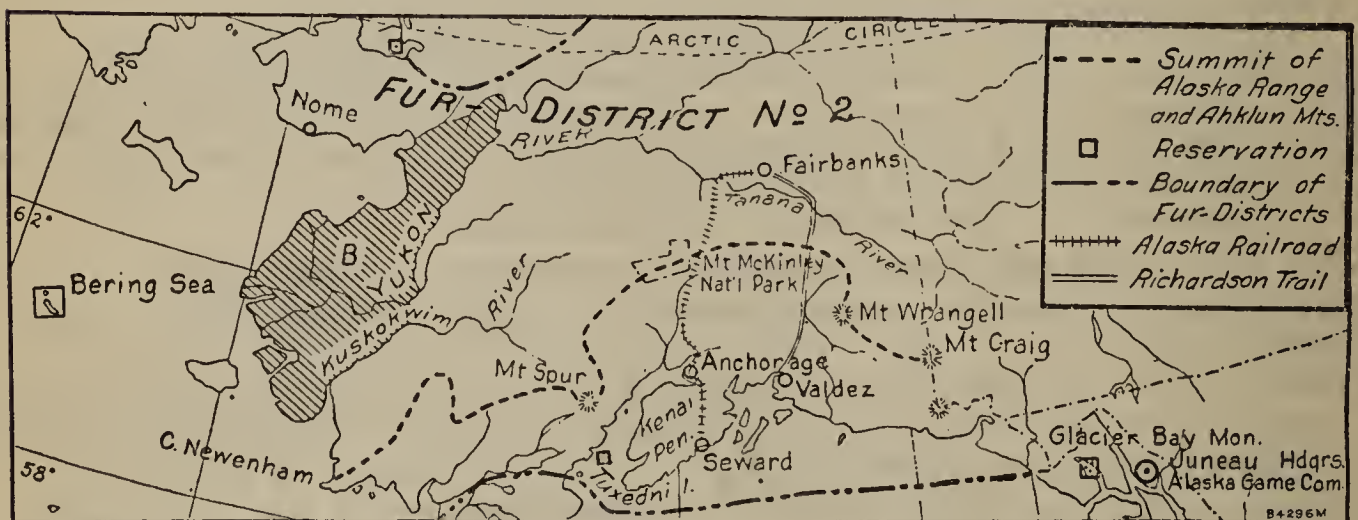 ARCTIC CIRICLE
FUR-DISTRICT Nº 2
Nome
RIVER
Fairbanks
Tanana
River
62°
B
YUKON
Bering Sea
Kuskokwim
River
Mt McKinley
Nat'l Park
Mt Wrangell
Mt Craig
Mt Spur
Anchorage
Valdez
Kenai
pen.
Seward
C. Newenham
58°
Tuxedni I.
Glacier Bay Mon.
Juneau Hdqrs.
Alaska Game Com.
Summit of
Alaska Range
and Ahklun Mts.
Reservation
Boundary of
Fur-Districts
Alaska Railroad
Richardson Trail
B4296M